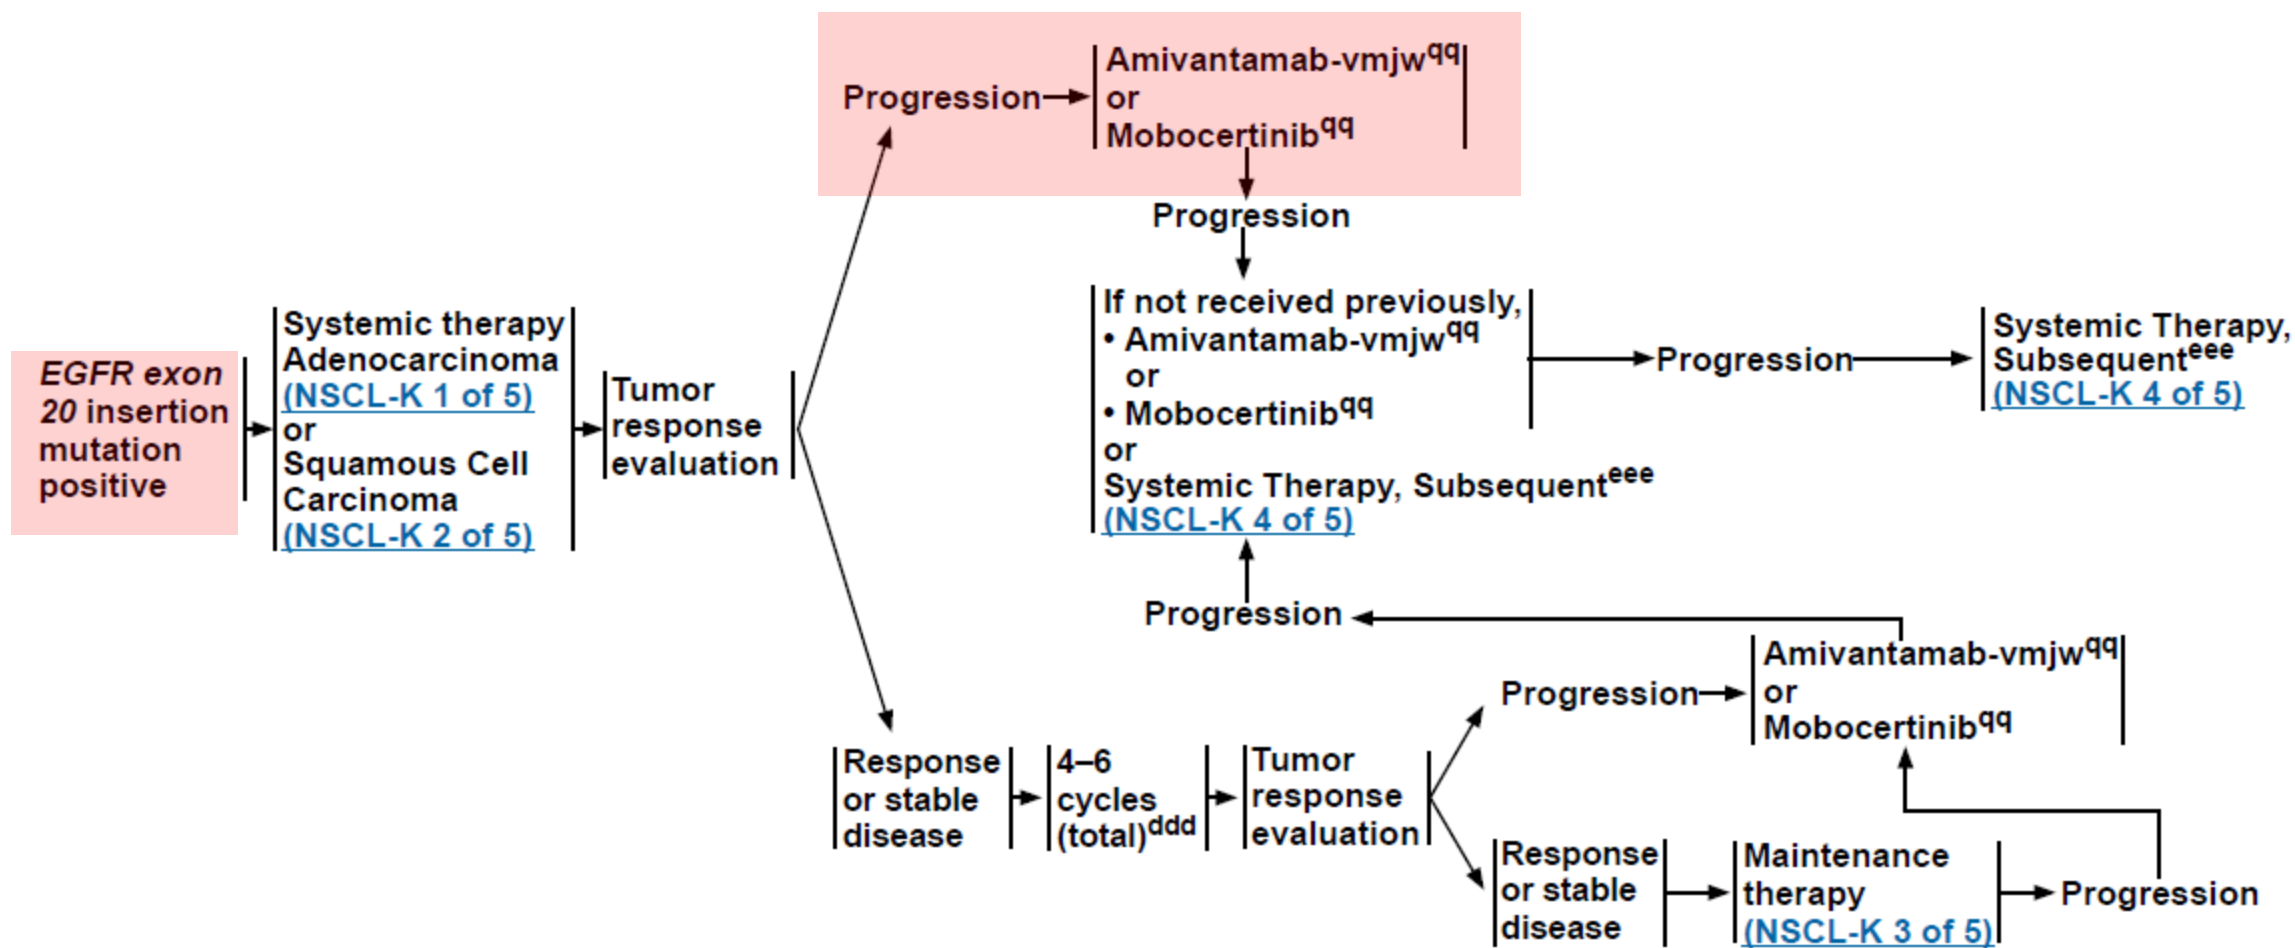 EGFR exon
20 insertion
mutation
positive
Systemic therapy
Adenocarcinoma
(NSCL-K 1 of 5)
or
Squamous Cell
Carcinoma
(NSCL-K 2 of 5)
Tumor
response
evaluation
Progression
Amivantamab-vmjwqq
or
Mobocertinibqq
Progression
If not received previously,
• Amivantamab-vmjwqq
or
• Mobocertinibqq
or
Systemic Therapy, Subsequenteee
(NSCL-K 4 of 5)
Progression
Systemic Therapy,
Subsequenteee
(NSCL-K 4 of 5)
Progression
Response
or stable
disease
4–6
cycles
(total)ddd
Tumor
response
evaluation
Progression
Amivantamab-vmjwqq
or
Mobocertinibqq
Response
or stable
disease
Maintenance
therapy
(NSCL-K 3 of 5)
Progression